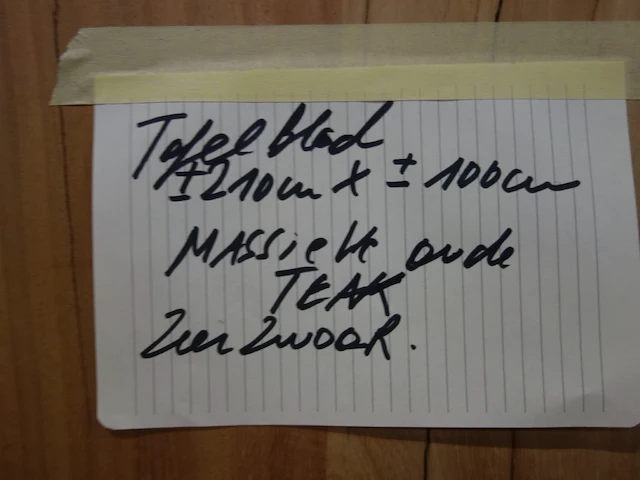 Tafelblad
± 210cm x ± 100cm
MASSieve oude
TEAK
Zeer zwaar.